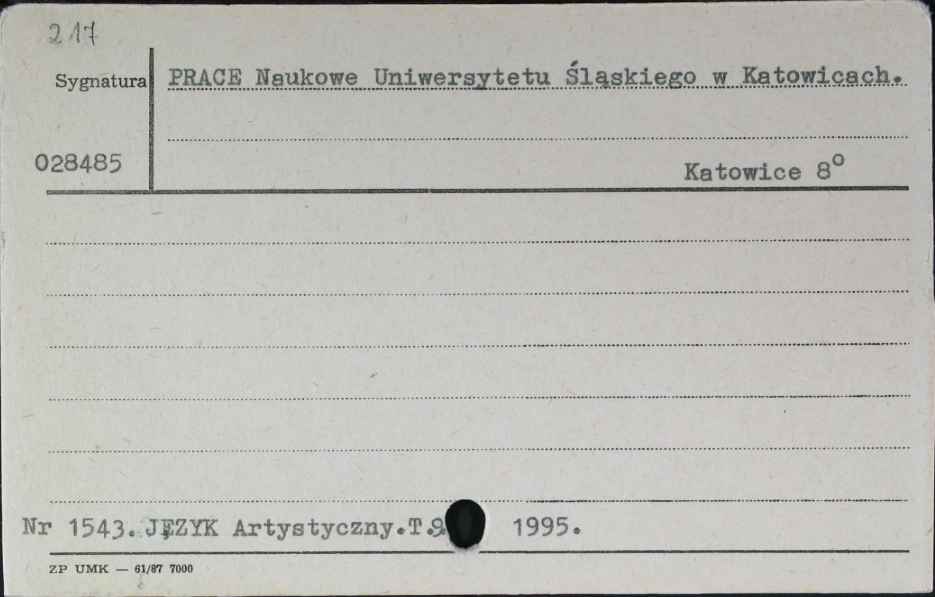 217
Sygnatura PRACE Naukowe Uniwersytetu Śląskiego w Katowicach.
028485
Katowice 8°
Nr 1543. JĘZYK Artystyczny.T.9 1995.
ZP UMK — 61/87 7000